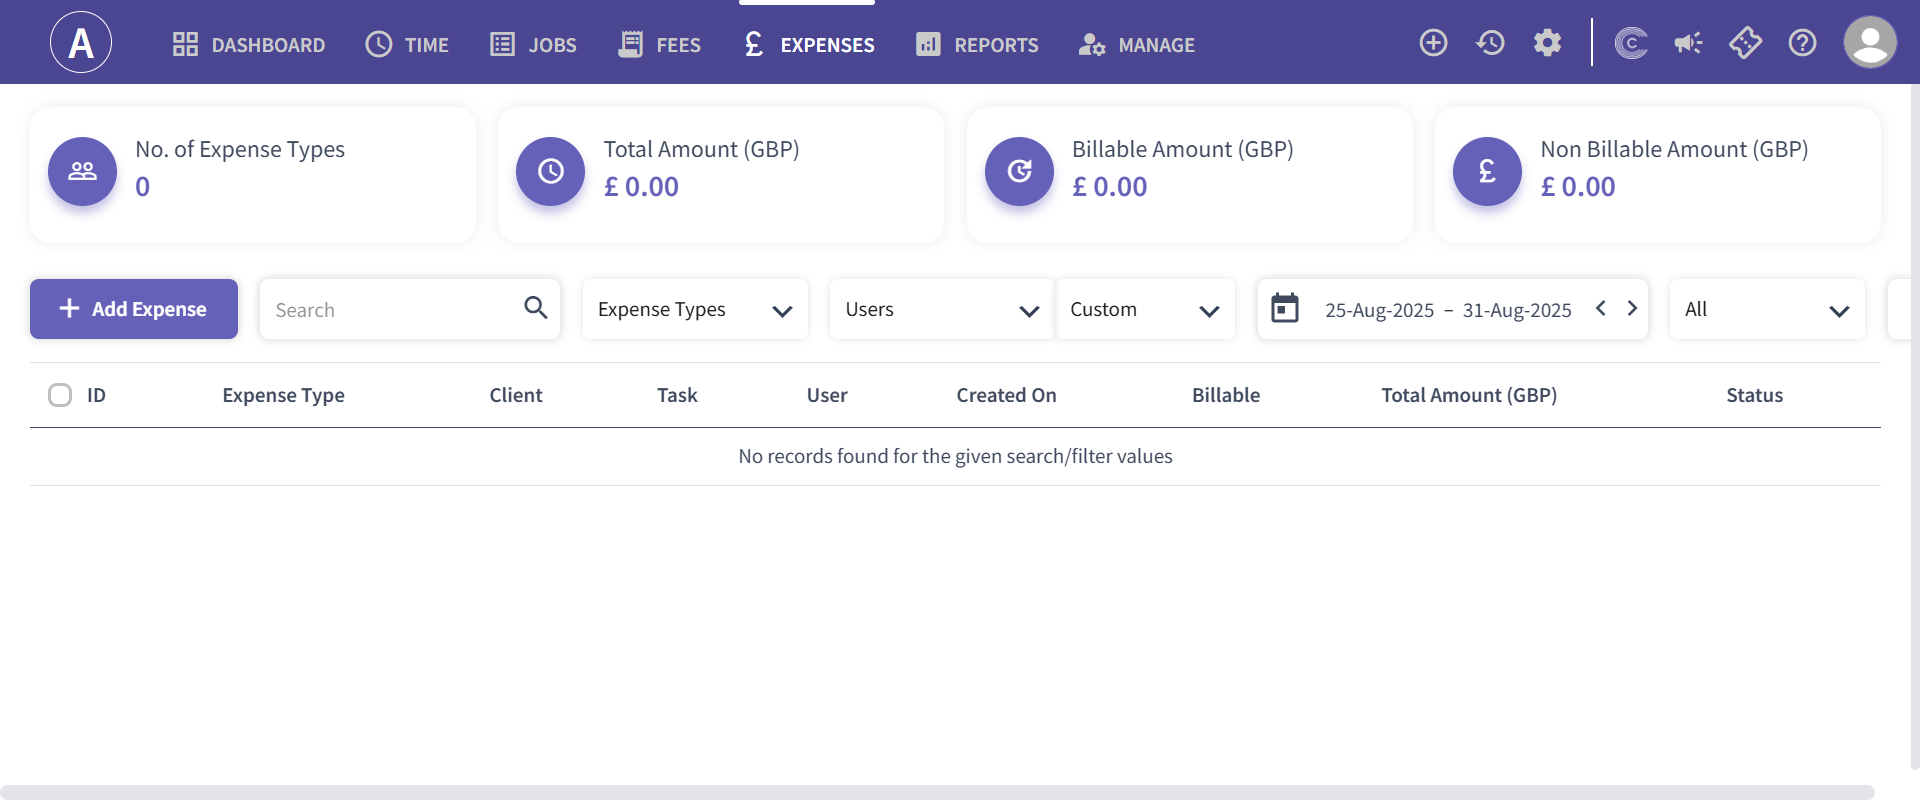 A
DASHBOARD
TIME
JOBS
FEES
£ EXPENSES
REPORTS
MANAGE
C
No. of Expense Types
0
Total Amount (GBP)
£ 0.00
Billable Amount (GBP)
£ 0.00
£
Non Billable Amount (GBP)
£ 0.00
+ Add Expense
Search
Expense Types
Users
Custom
25-Aug-2025 – 31-Aug-2025
All
ID Expense Type Client Task User Created On Billable Total Amount (GBP) Status
No records found for the given search/filter values